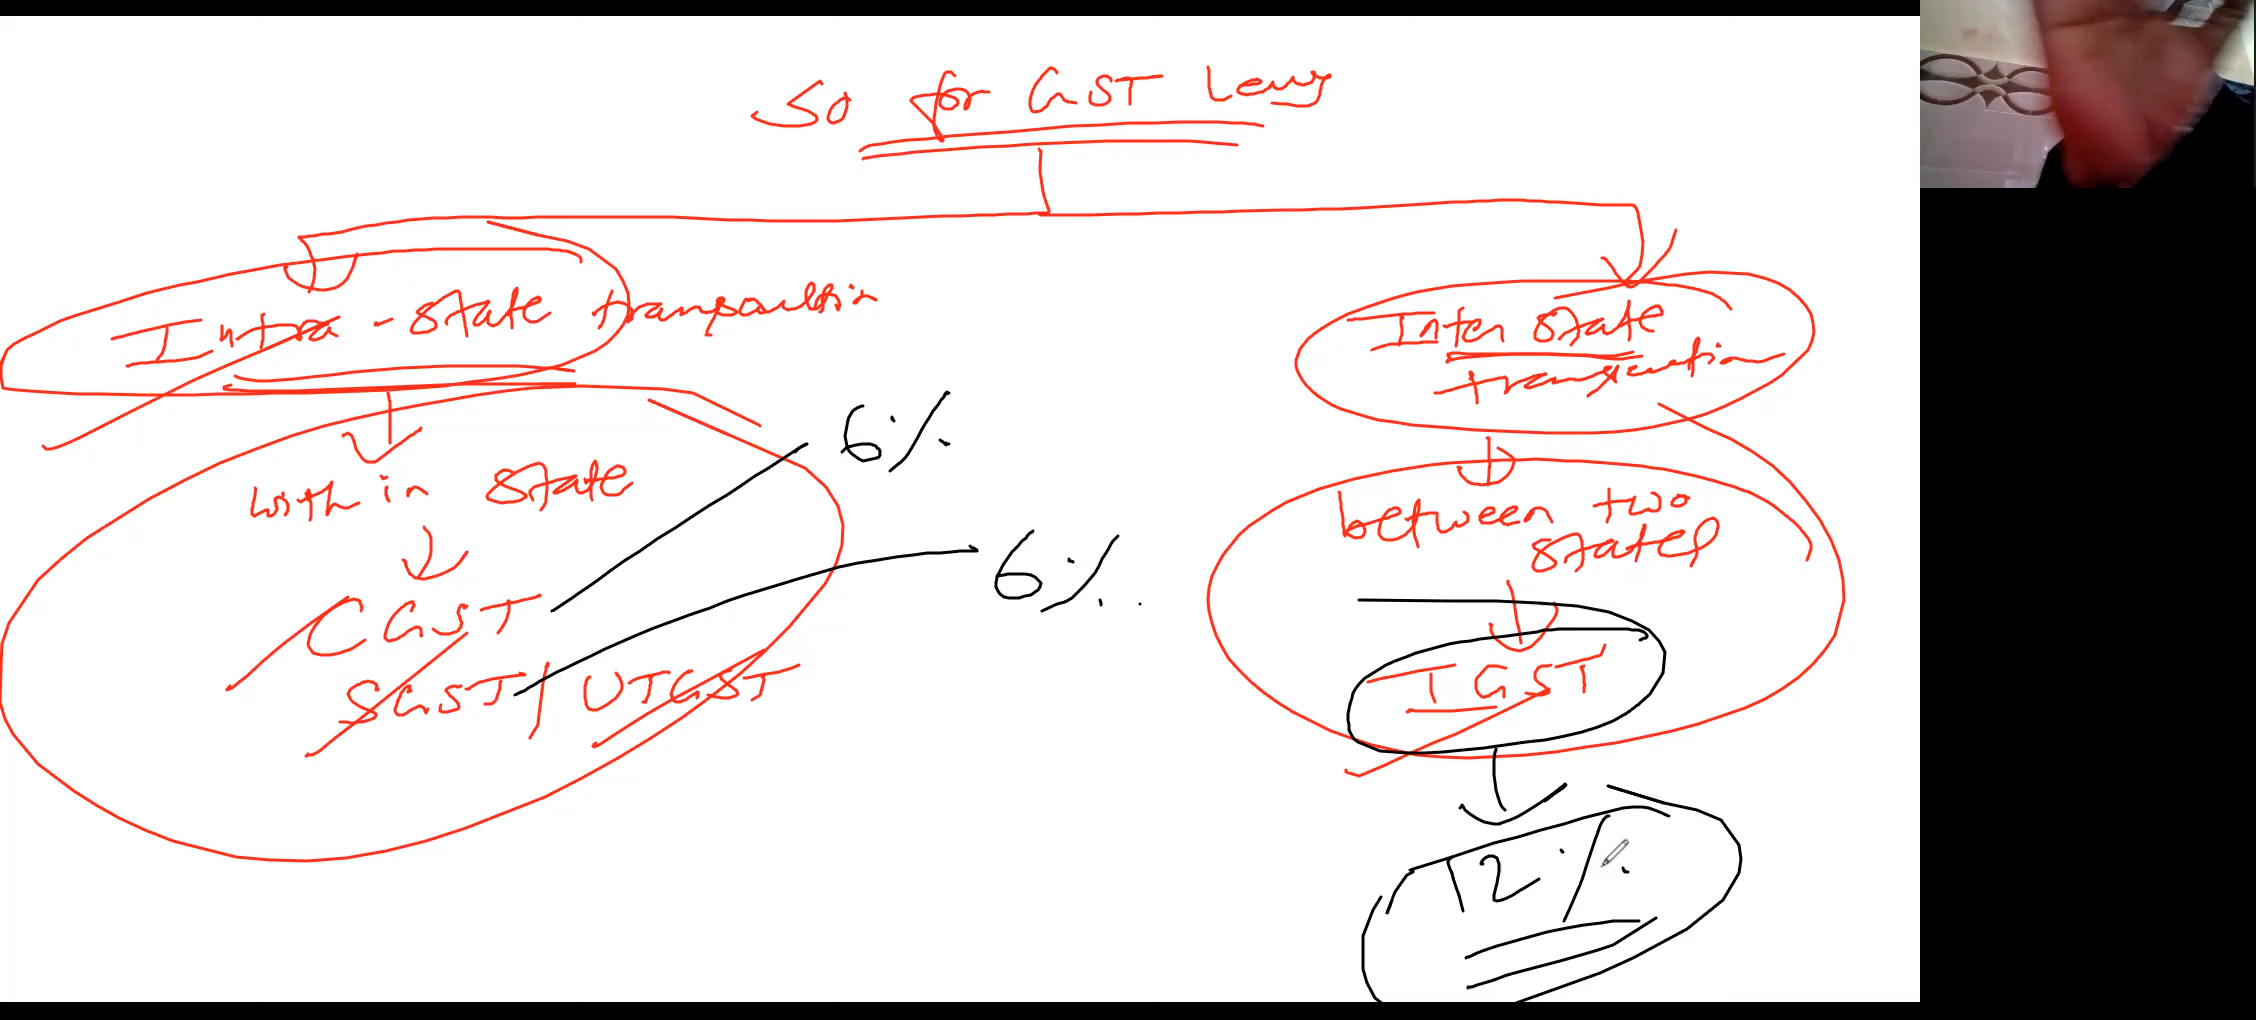 So for GST Levy
Intra-state transaction
with in state
CGST
6%
SGST/UTGST
6%.
Inter state
transaction
between two
states
IGST
12%